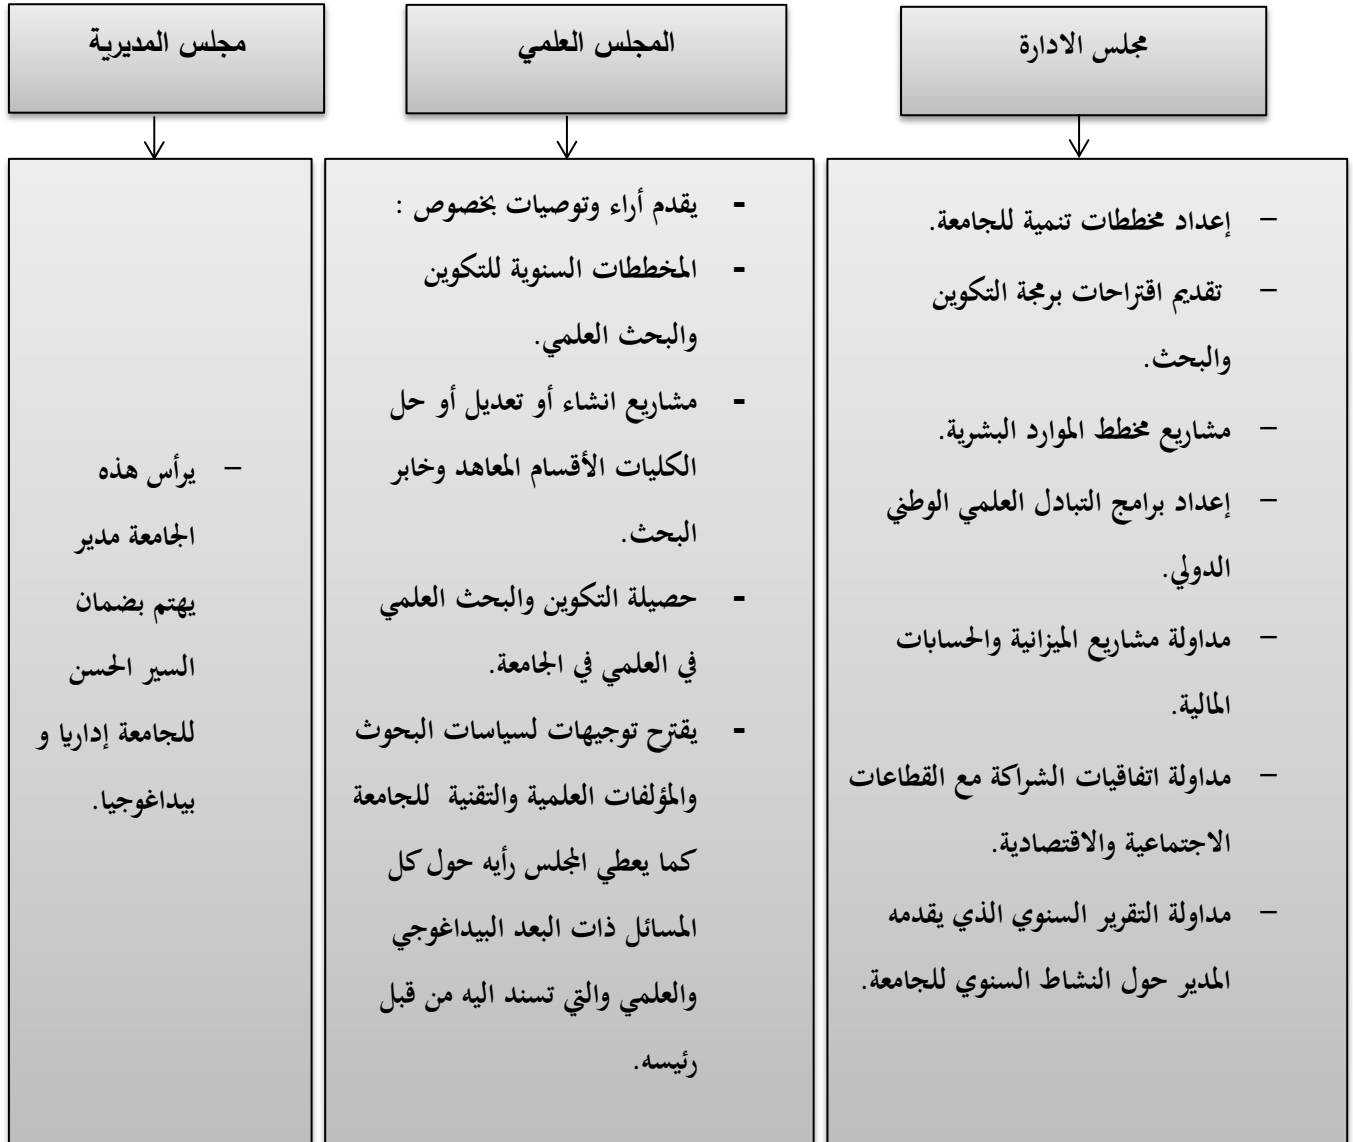 مجلس الادارة
المجلس العلمي
مجلس المديرية
– إعداد مخططات تنمية للجامعة.
– تقديم اقتراحات برمجة التكوين
والبحث.
– مشاريع مخطط الموارد البشرية.
– إعداد برامج التبادل العلمي الوطني
الدولي.
– مداولة مشاريع الميزانية والحسابات
المالية.
– مداولة اتفاقيات الشراكة مع القطاعات
الاجتماعية والاقتصادية.
– مداولة التقرير السنوي الذي يقدمه
المدير حول النشاط السنوي للجامعة.
- يقدم أراء وتوصيات بخصوص :
- المخططات السنوية للتكوين
والبحث العلمي.
- مشاريع انشاء أو تعديل أو حل
الكليات الأقسام المعاهد وخابر
البحث.
- حصيلة التكوين والبحث العلمي
في العلمي في الجامعة.
- يقترح توجيهات لسياسات البحوث
والمؤلفات العلمية والتقنية للجامعة
كما يعطي المجلس رأيه حول كل
المسائل ذات البعد البيداغوجي
والعلمي والتي تسند اليه من قبل
رئيسه.
– يرأس هذه
الجامعة مدير
يهتم بضمان
السير الحسن
للجامعة إداريا و
بيداغوجيا.